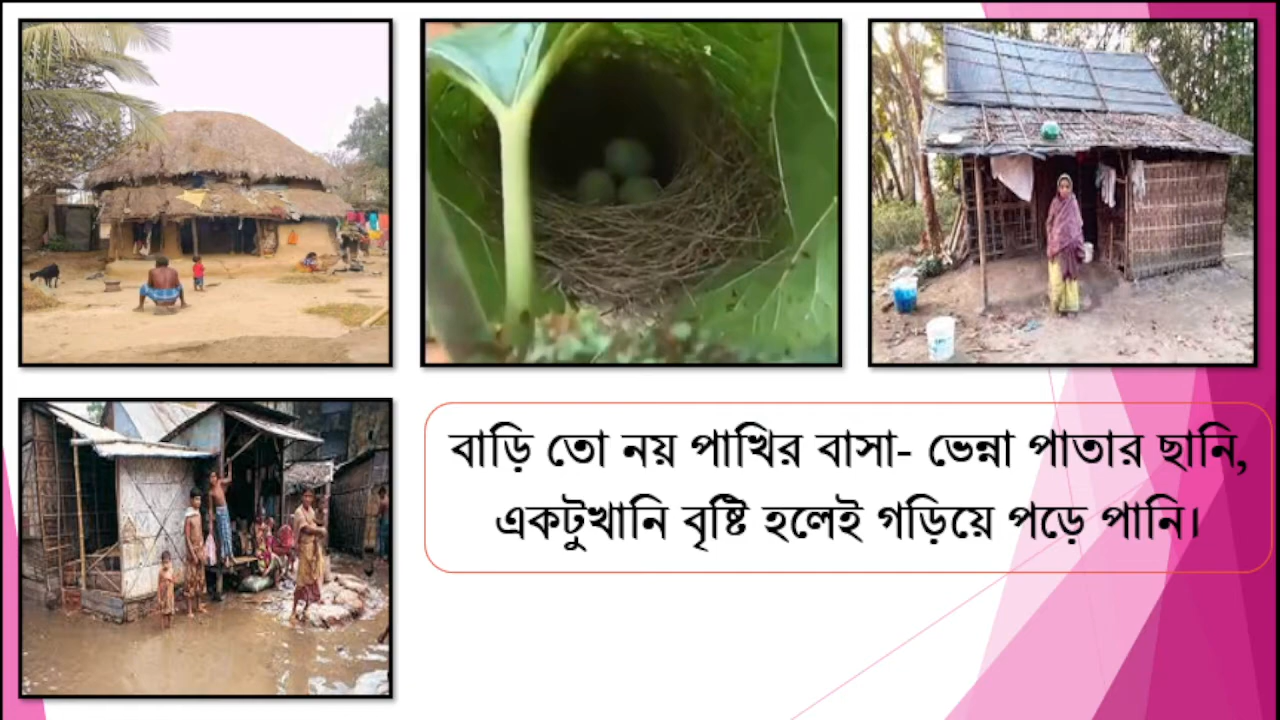 বাড়ি তো নয় পাখির বাসা- ভেন্না পাতার ছানি,
একটুখানি বৃষ্টি হলেই গড়িয়ে পড়ে পানি।